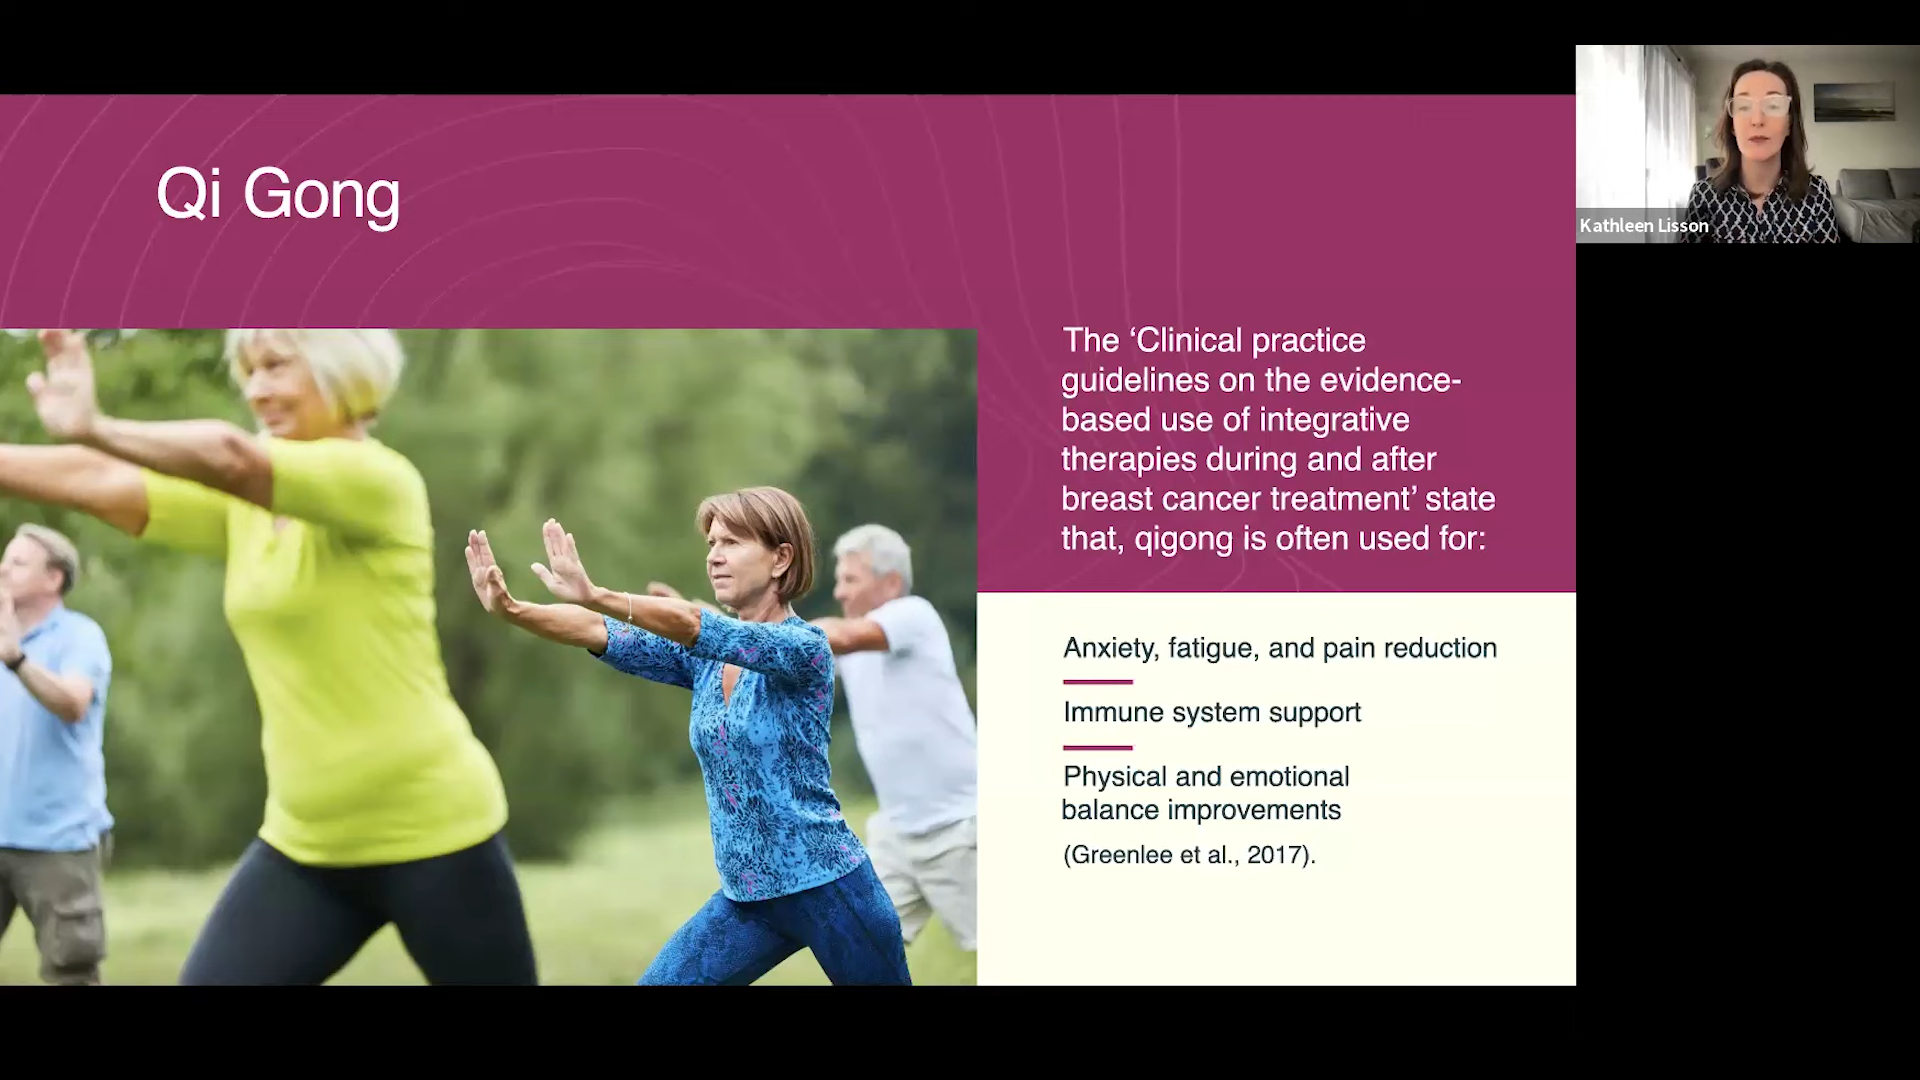 Qi Gong
The ‘Clinical practice
guidelines on the evidence-
based use of integrative
therapies during and after
breast cancer treatment’ state
that, qigong is often used for:
Anxiety, fatigue, and pain reduction
Immune system support
Physical and emotional
balance improvements
(Greenlee et al., 2017).
Kathleen Lisson